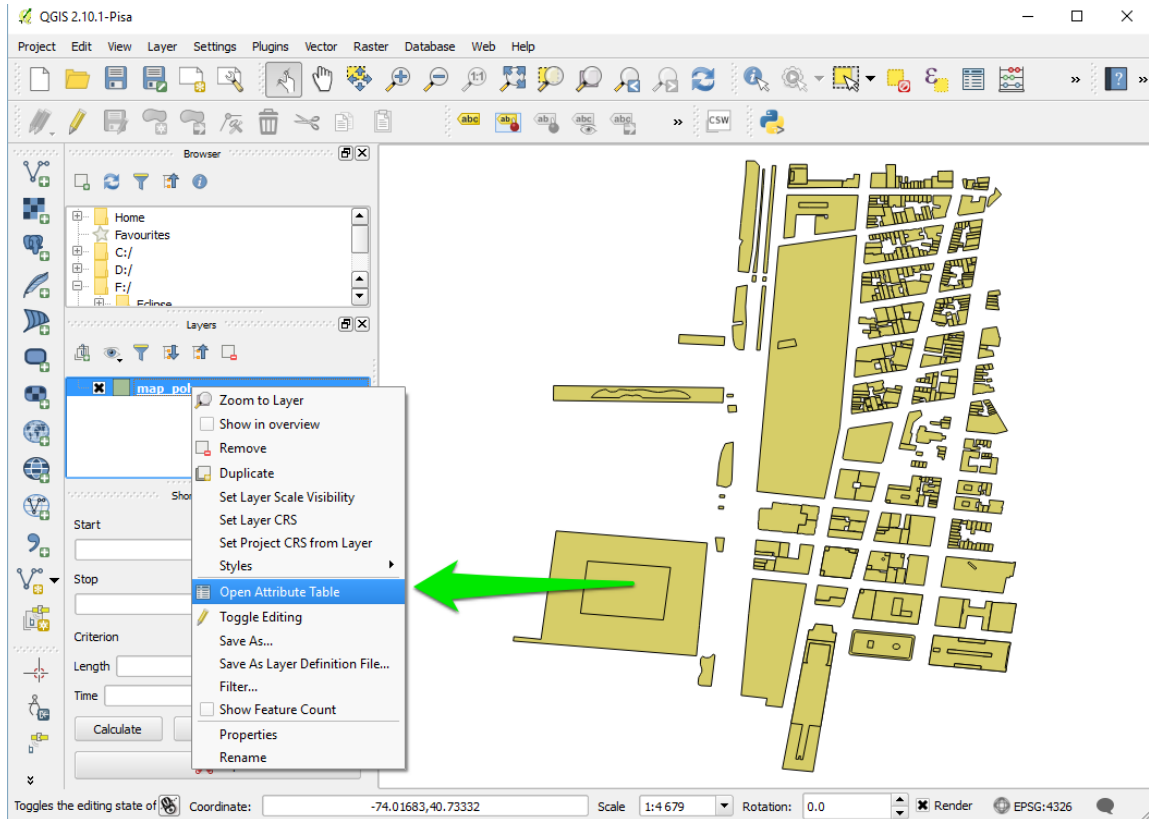 QGIS 2.10.1-Pisa
Project Edit View Layer Settings Plugins Vector Raster Database Web Help
abc
CSW
Browser
Home
Favourites
C:/
D:/
F:/
Eclipse
Layers
map_pol
Zoom to Layer
Show in overview
Remove
Duplicate
Set Layer Scale Visibility
Set Layer CRS
Set Project CRS from Layer
Styles
Open Attribute Table
Toggle Editing
Save As...
Save As Layer Definition File...
Filter...
Show Feature Count
Properties
Rename
Start
Stop
Criterion
Length
Time
Calculate
Toggles the editing state of Coordinate: -74.01683,40.73332 Scale 1:4 679 Rotation: 0.0 Render EPSG:4326